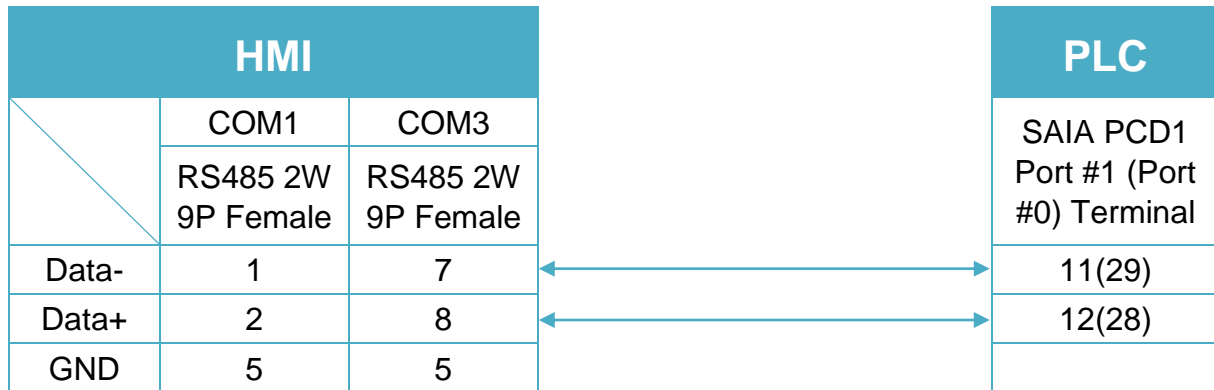 HMI
PLC
COM1
COM3
RS485 2W
9P Female
RS485 2W
9P Female
SAIA PCD1
Port #1 (Port
#0) Terminal
Data-
1
7
11(29)
Data+
2
8
12(28)
GND
5
5